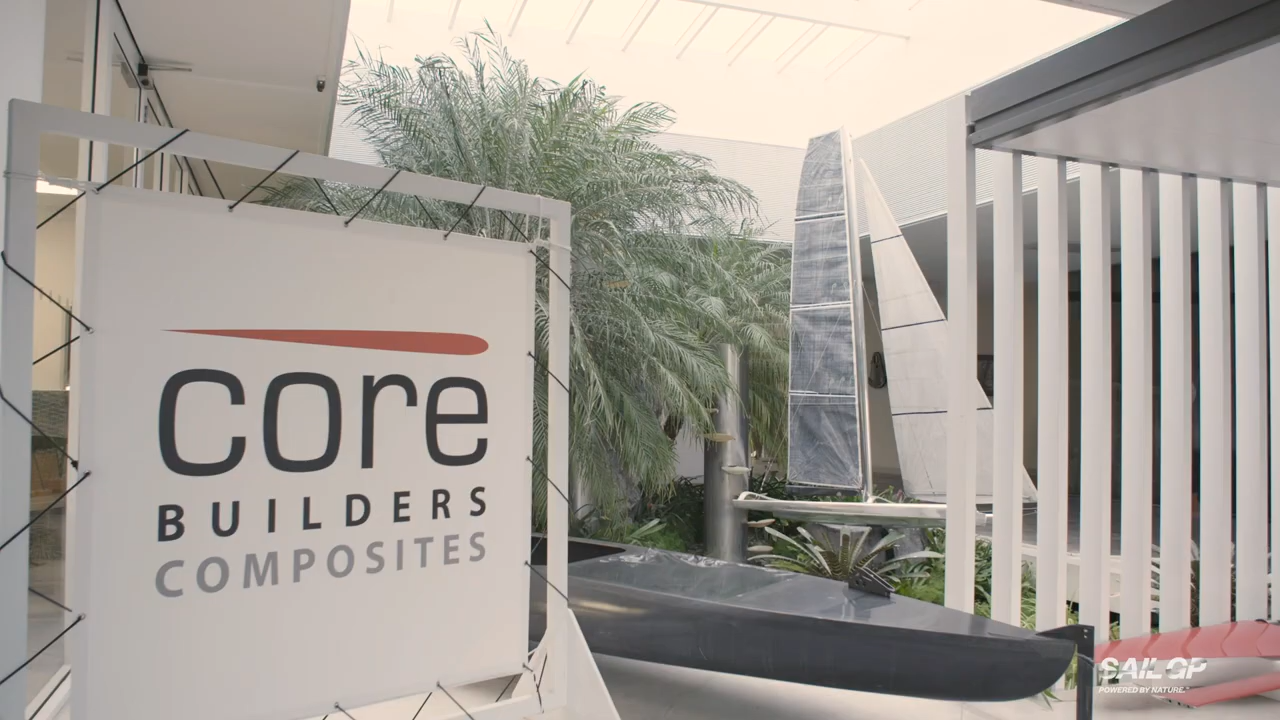 core
BUILDERS
COMPOSITES
SAIL GP
POWERED BY NATURE.